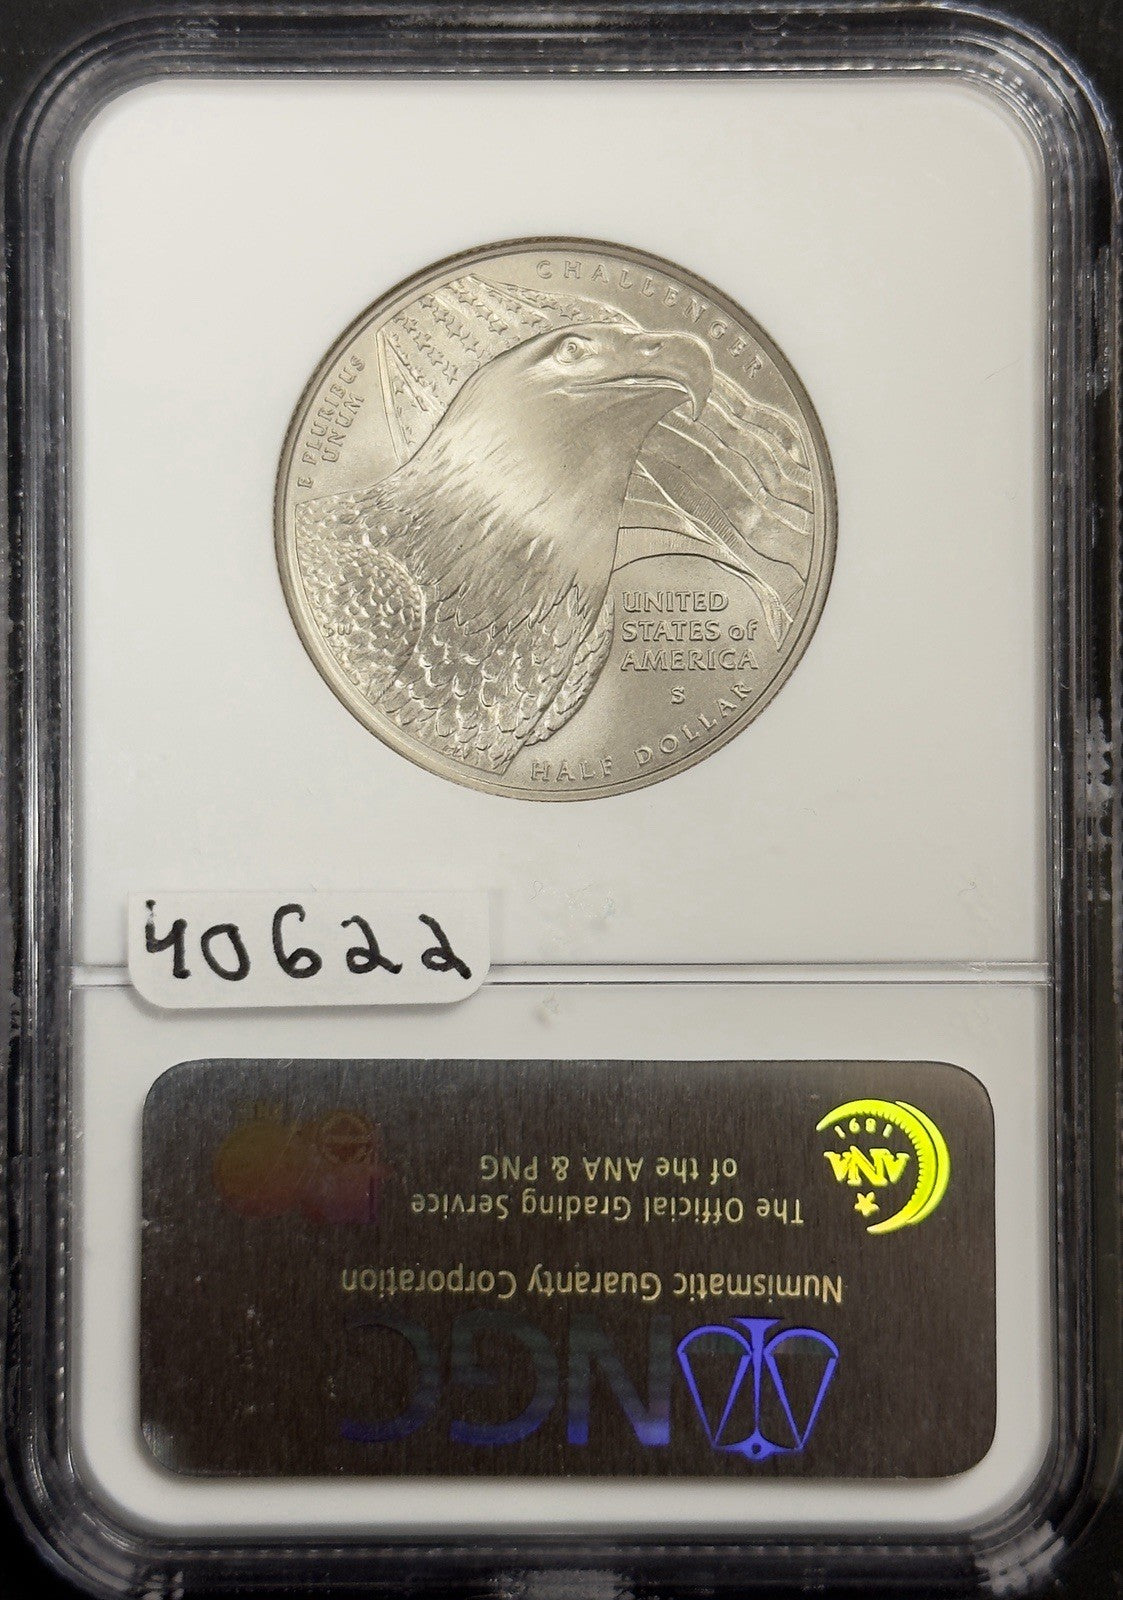 CHALLENGER
E PLURIBUS
UNUM
UNITED
STATES of
AMERICA
S
HALF DOLLAR
40622
1891
ANA
of the ANA & PNG
The Official Grading Service
Numismatic Guaranty Corporation
NGC